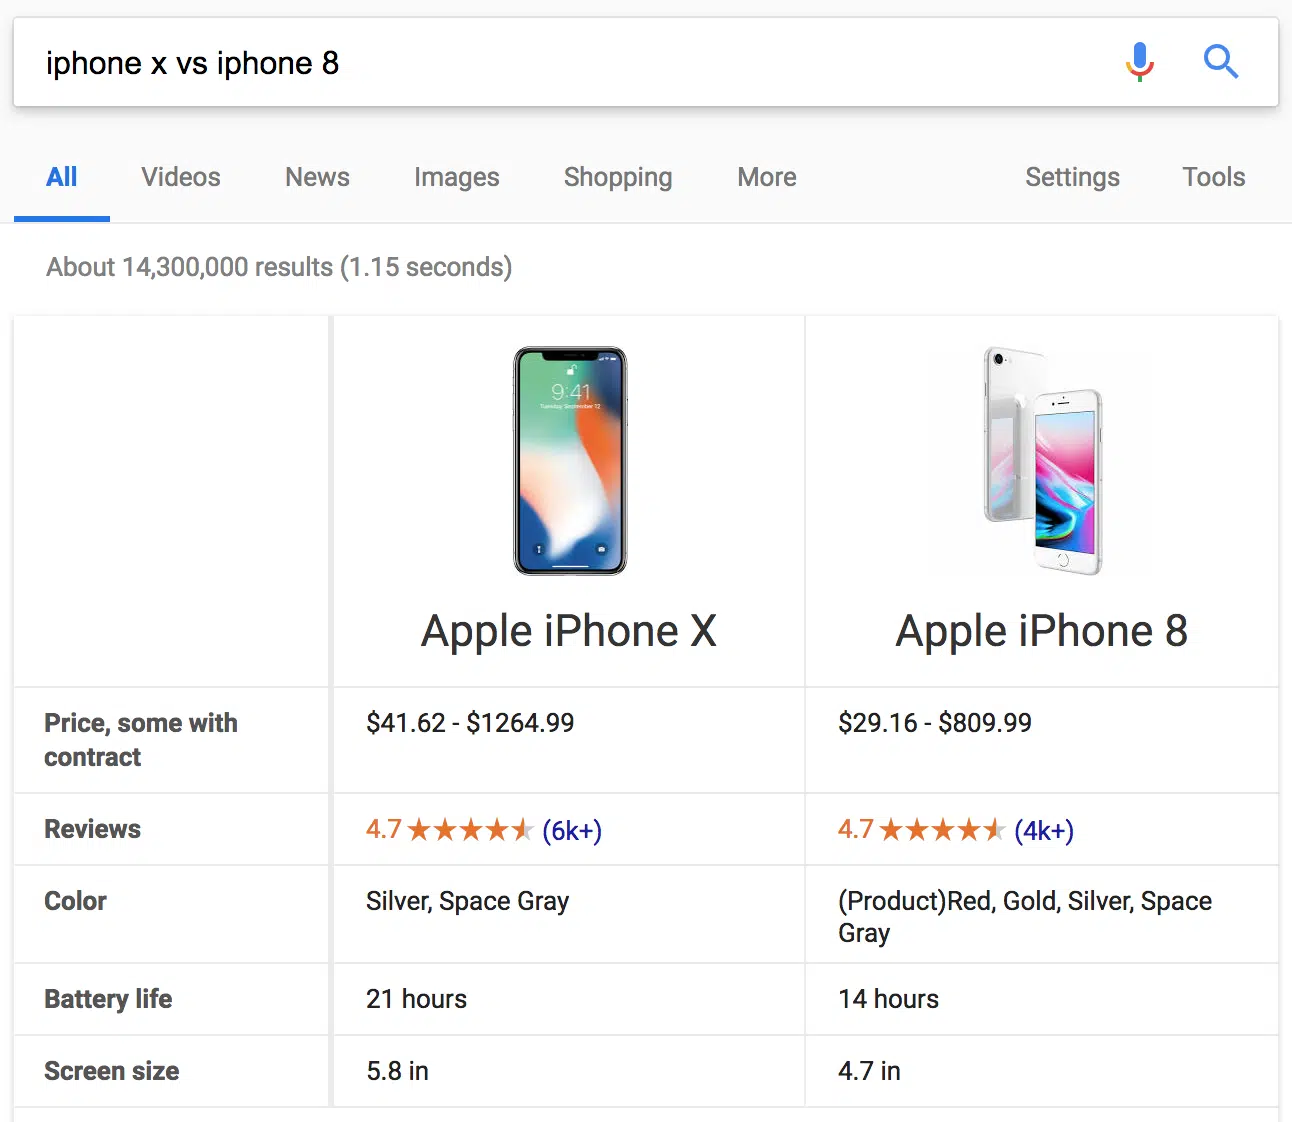 iphone x vs iphone 8
All Videos News Images Shopping More Settings Tools
About 14,300,000 results (1.15 seconds)
9:41
Tuesday, September 12
Apple iPhone X Apple iPhone 8
Price, some with contract $41.62 - $1264.99 $29.16 - $809.99
Reviews 4.7 (6k+) 4.7 (4k+)
Color Silver, Space Gray (Product)Red, Gold, Silver, Space Gray
Battery life 21 hours 14 hours
Screen size 5.8 in 4.7 in